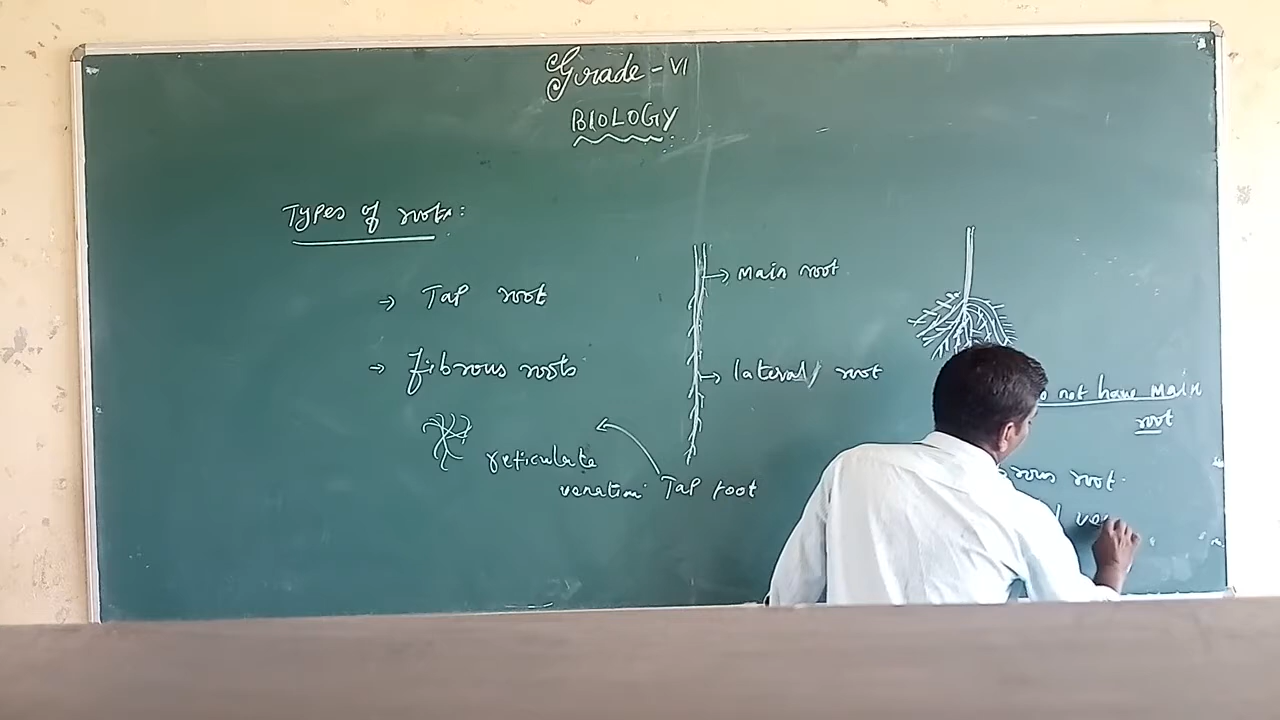 Grade - VI
BIOLOGY
Types of roots:
→ Tap root
→ fibrous roots
reticulate
venation
→ Main root
→ lateral root
Tap root
not have main
root
root.